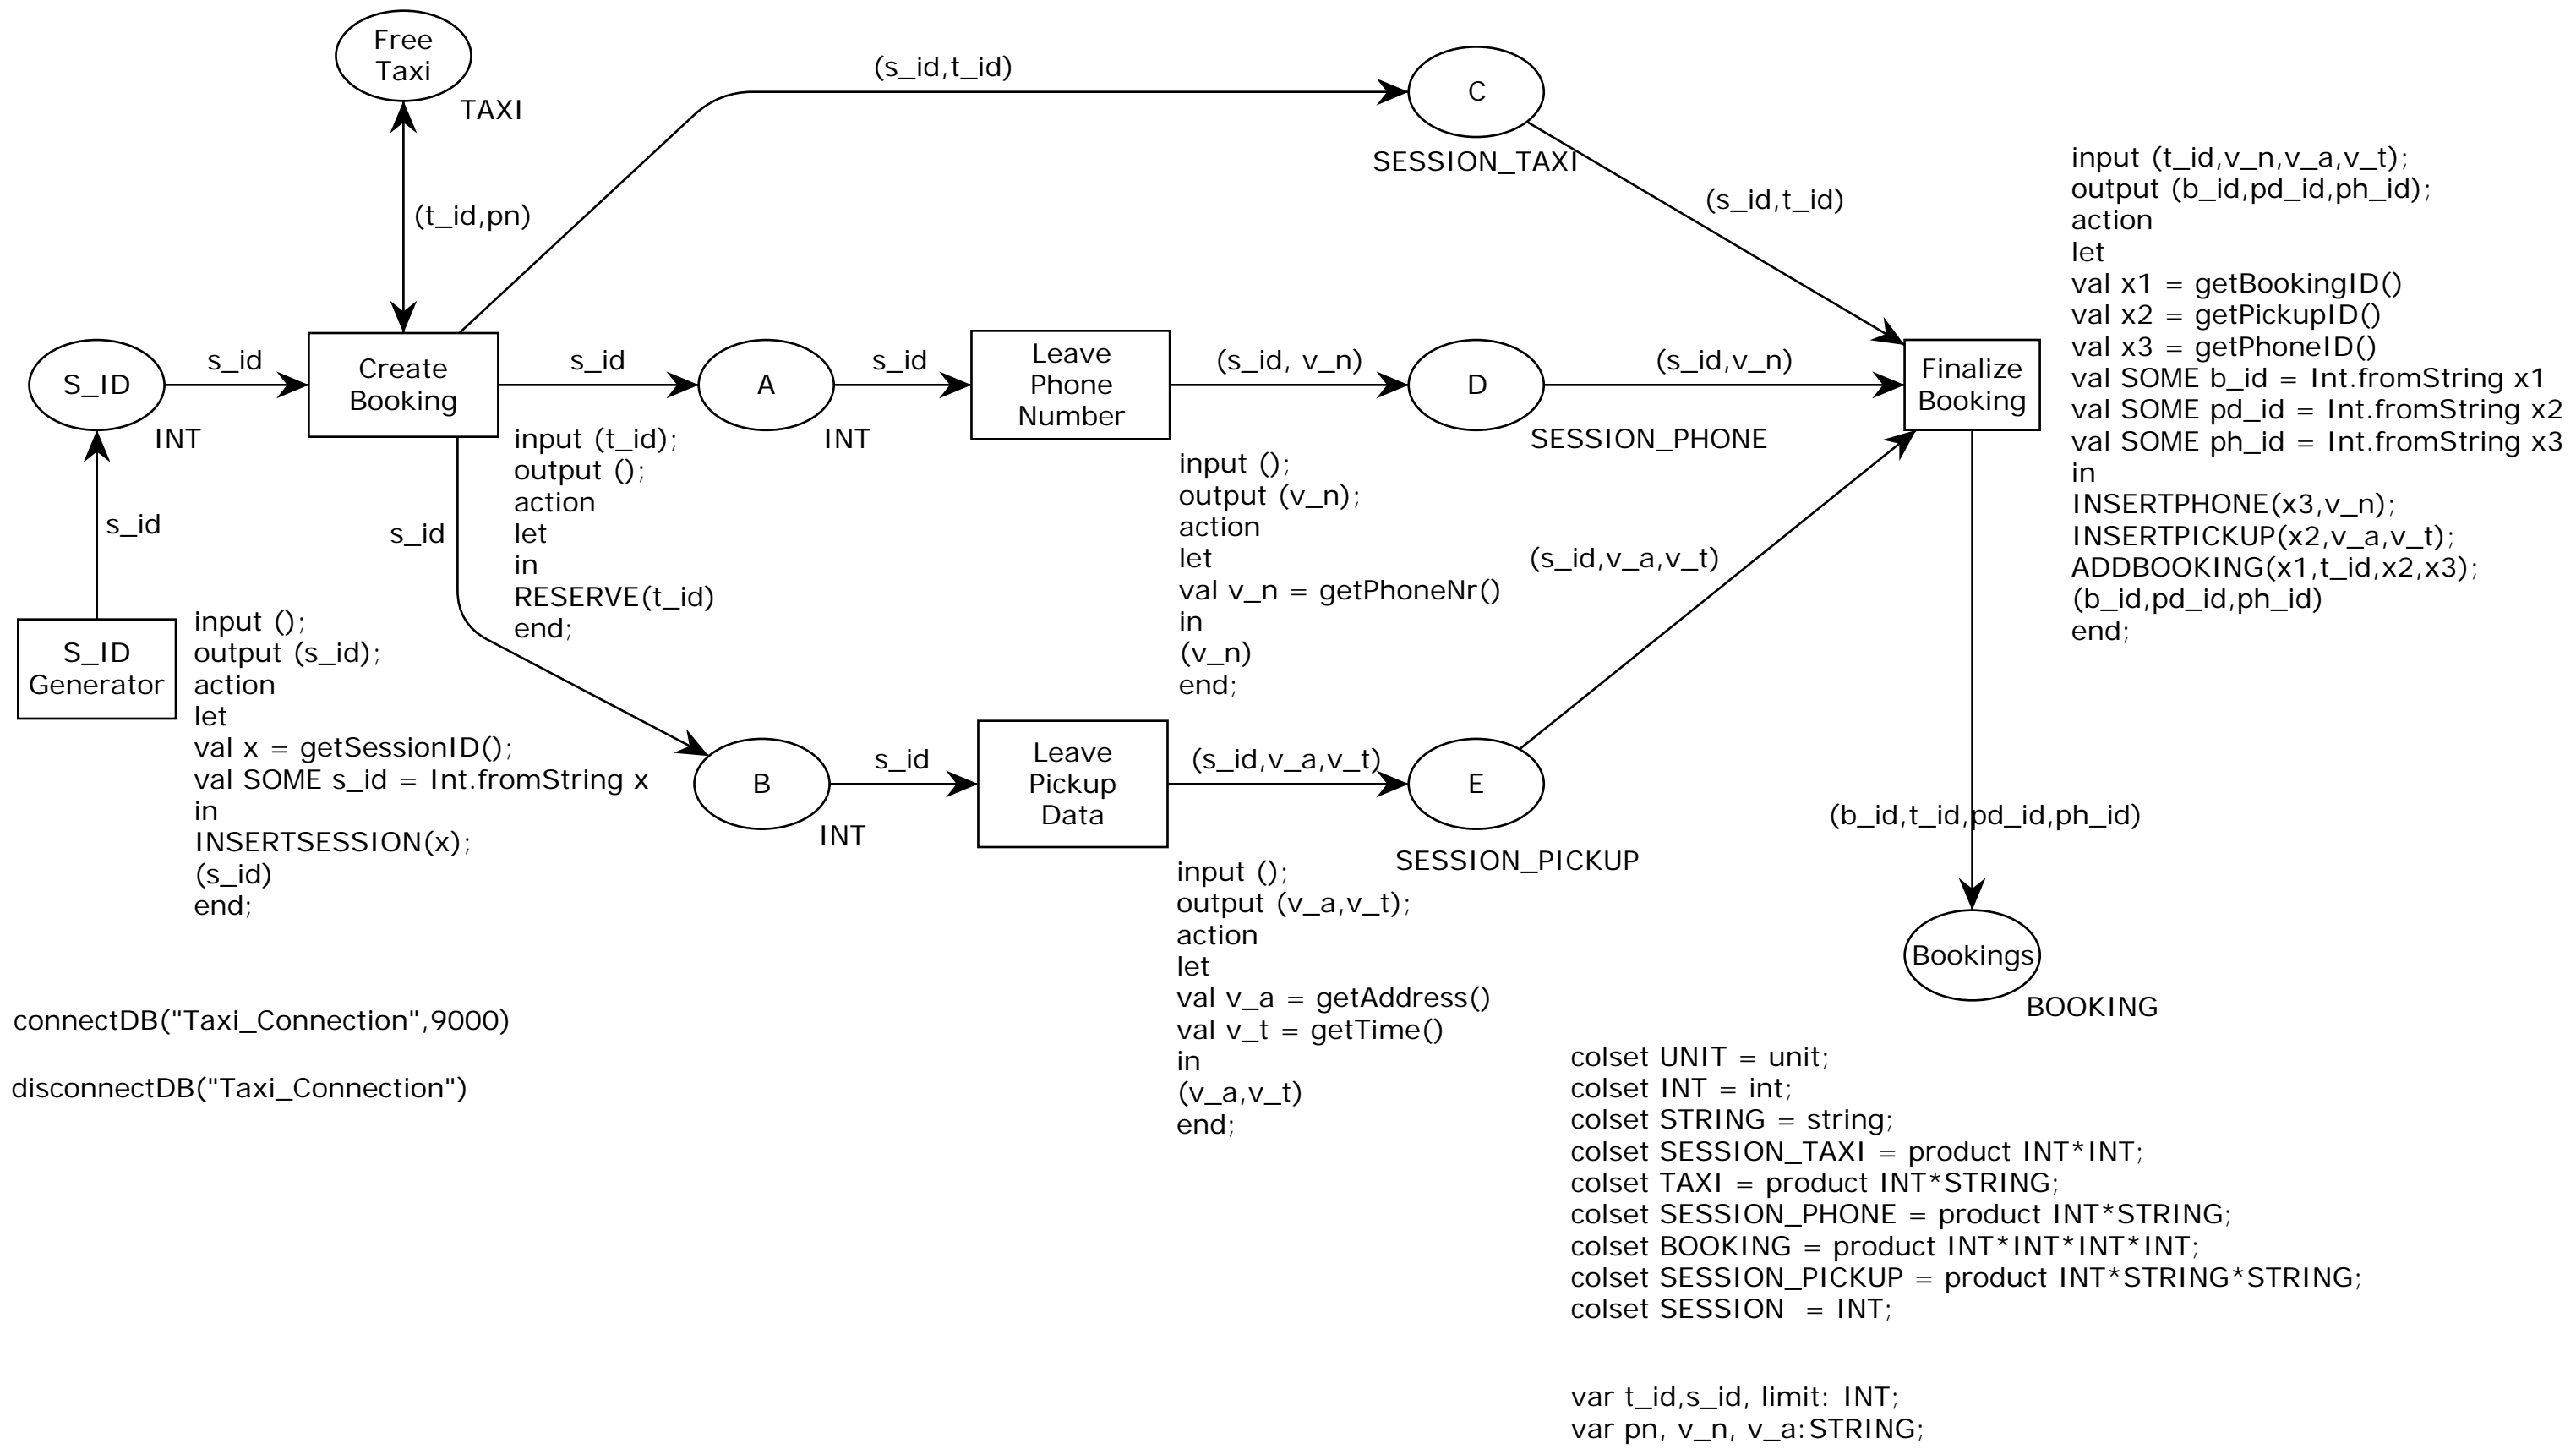 Free
Taxi
TAXI
(s_id,t_id)
C
SESSION_TAXI
(t_id,pn)
(s_id,t_id)
input (t_id,v_n,v_a,v_t);
output (b_id,pd_id,ph_id);
action
let
val x1 = getBookingID()
val x2 = getPickupID()
val x3 = getPhoneID()
val SOME b_id = Int.fromString x1
val SOME pd_id = Int.fromString x2
val SOME ph_id = Int.fromString x3
in
INSERTPHONE(x3,v_n);
INSERTPICKUP(x2,v_a,v_t);
ADDBOOKING(x1,t_id,x2,x3);
(b_id,pd_id,ph_id)
end;
S_ID
INT
s_id
Create
Booking
s_id
A
INT
s_id
Leave
Phone
Number
(s_id, v_n)
D
SESSION_PHONE
(s_id,v_n)
Finalize
Booking
input (t_id);
output ();
action
let
in
RESERVE(t_id)
end;
input ();
output (v_n);
action
let
val v_n = getPhoneNr()
in
(v_n)
end;
s_id
s_id
(s_id,v_a,v_t)
S_ID
Generator
input ();
output (s_id);
action
let
val x = getSessionID();
val SOME s_id = Int.fromString x
in
INSERTSESSION(x);
(s_id)
end;
B
INT
s_id
Leave
Pickup
Data
(s_id,v_a,v_t)
E
SESSION_PICKUP
(b_id,t_id,pd_id,ph_id)
input ();
output (v_a,v_t);
action
let
val v_a = getAddress()
val v_t = getTime()
in
(v_a,v_t)
end;
Bookings
BOOKING
connectDB("Taxi_Connection",9000)
disconnectDB("Taxi_Connection")
colset UNIT = unit;
colset INT = int;
colset STRING = string;
colset SESSION_TAXI = product INT*INT;
colset TAXI = product INT*STRING;
colset SESSION_PHONE = product INT*STRING;
colset BOOKING = product INT*INT*INT*INT;
colset SESSION_PICKUP = product INT*STRING*STRING;
colset SESSION  = INT;
var t_id,s_id, limit: INT;
var pn, v_n, v_a:STRING;